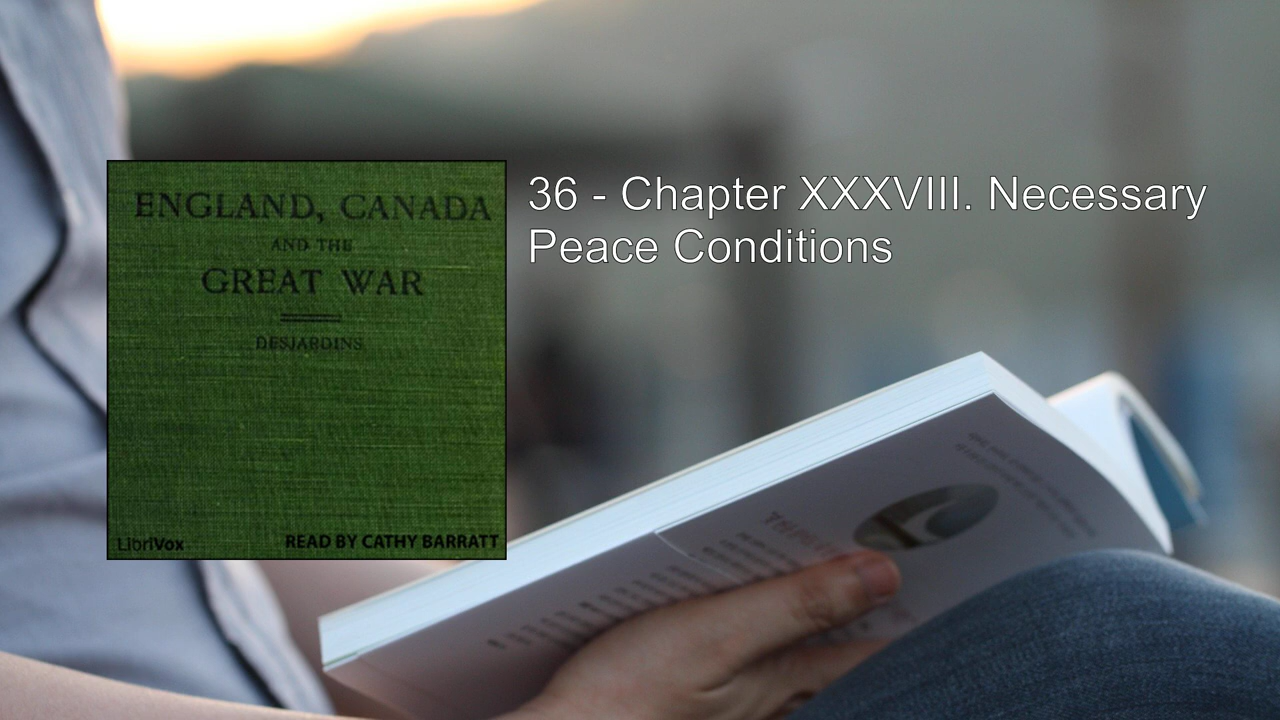 ENGLAND, CANADA
AND THE
GREAT WAR
DESJARDINS
LibriVox
READ BY CATHY BARRATT
36 - Chapter XXXVIII. Necessary
Peace Conditions